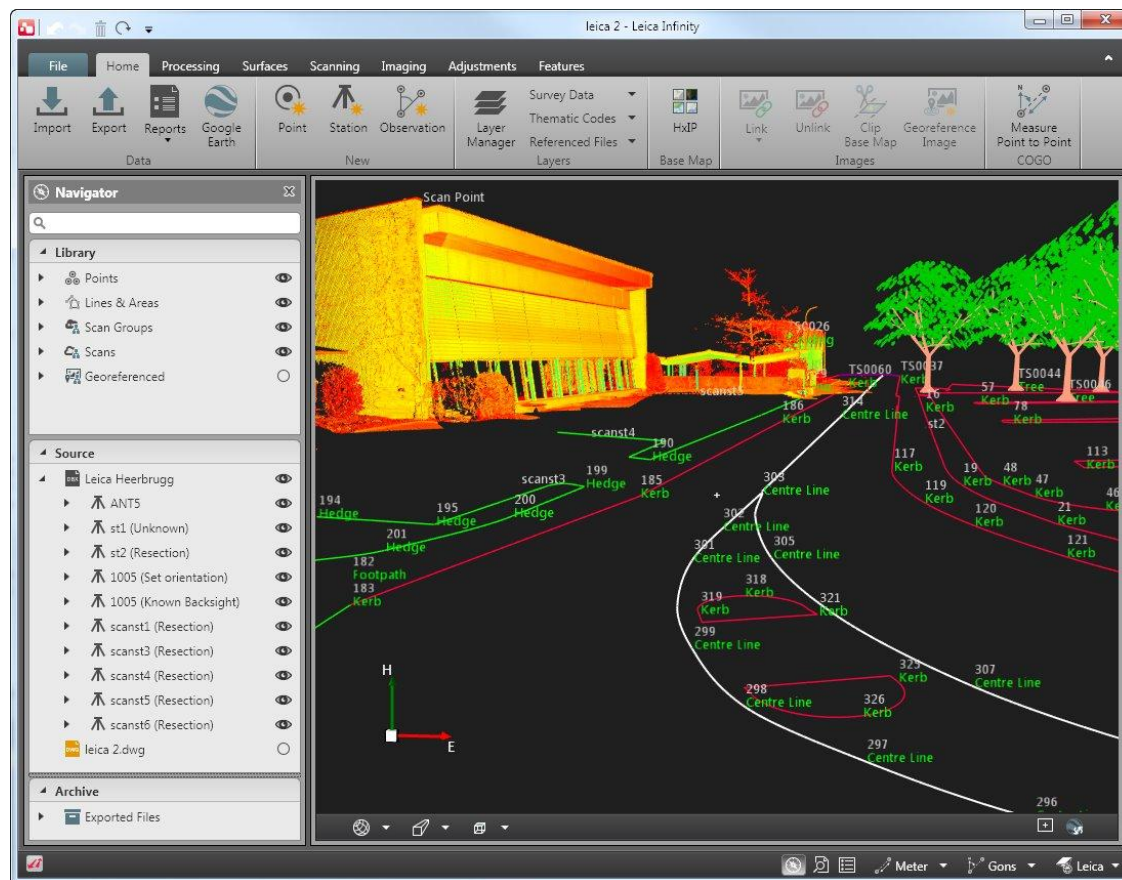 leica 2 - Leica Infinity
File Home Processing Surfaces Scanning Imaging Adjustments Features
Import Export Reports Google Earth
Data
Point Station Observation
New
Layer Manager
Survey Data
Thematic Codes
Referenced Files
Layers
HxIP
Base Map
Link Unlink Clip Base Map Georeference Image
Images
Measure Point to Point
COGO
Navigator
Library
Points
Lines & Areas
Scan Groups
Scans
Georeferenced
Source
Leica Heerbrugg
ANT5
st1 (Unknown)
st2 (Resection)
1005 (Set orientation)
1005 (Known Backsight)
scanst1 (Resection)
scanst3 (Resection)
scanst4 (Resection)
scanst5 (Resection)
scanst6 (Resection)
leica 2.dwg
Archive
Exported Files
Scan Point
TS0060 TS0037
Kerb Kerb
TS0044
Tree
Tree
57
Kerb
16
Kerb
st2
78
Kerb
186
Kerb
314
Centre Line
scanst4
190
Hedge
117
Kerb
113
Kerb
scanst3
199
Hedge
185
Kerb
303
Centre Line
119
Kerb
19
Kerb
48
Kerb
47
Kerb
46
194
Hedge
195
Hedge
200
Hedge
302
Centre Line
120
Kerb
21
Kerb
201
Hedge
301
Centre Line
305
Centre Line
121
Kerb
182
Footpath
183
Kerb
318
Kerb
319
Kerb
321
Kerb
299
Centre Line
323
Kerb
307
Centre Line
298
Centre Line
326
Kerb
297
Centre Line
296
H
E
Meter Gons Leica